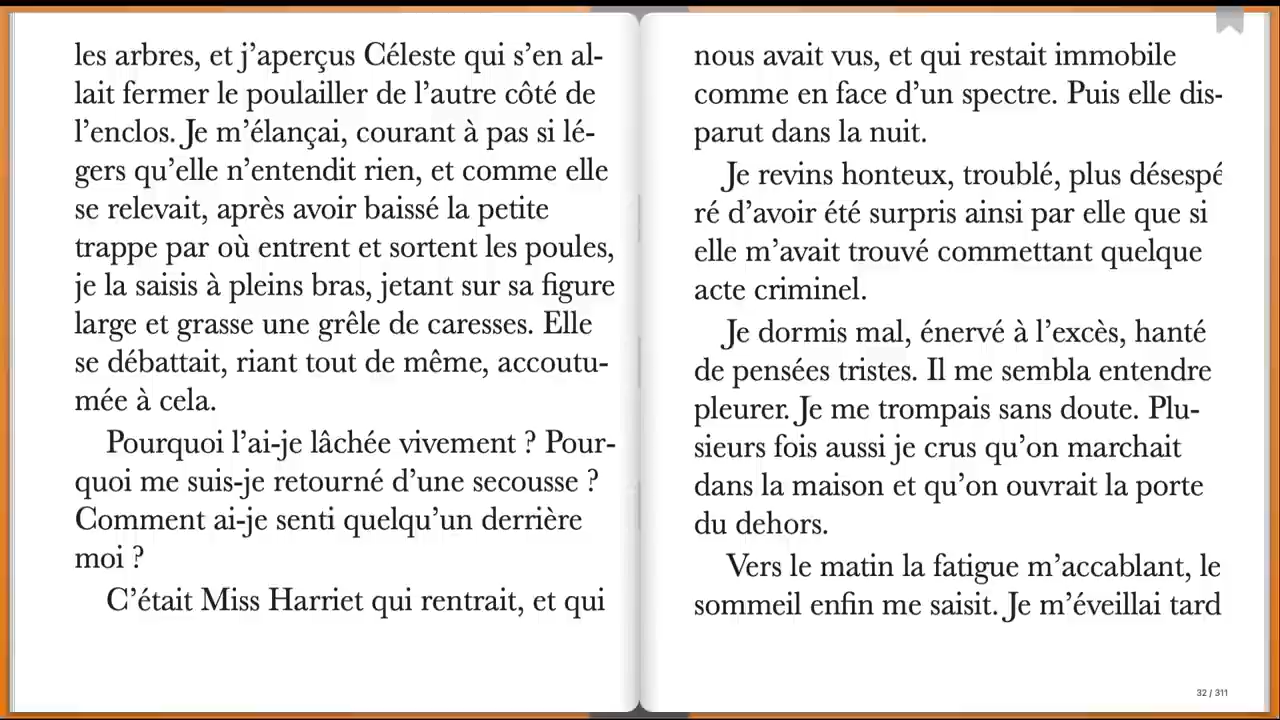 les arbres, et j’aperçus Céleste qui s’en al-
lait fermer le poulailler de l’autre côté de
l’enclos. Je m’élançai, courant à pas si lé-
gers qu’elle n’entendit rien, et comme elle
se relevait, après avoir baissé la petite
trappe par où entrent et sortent les poules,
je la saisis à pleins bras, jetant sur sa figure
large et grasse une grêle de caresses. Elle
se débattait, riant tout de même, accoutu-
mée à cela.
Pourquoi l’ai-je lâchée vivement ? Pour-
quoi me suis-je retourné d’une secousse ?
Comment ai-je senti quelqu’un derrière
moi ?
C’était Miss Harriet qui rentrait, et qui
nous avait vus, et qui restait immobile
comme en face d’un spectre. Puis elle dis-
parut dans la nuit.
Je revins honteux, troublé, plus désespé
ré d’avoir été surpris ainsi par elle que si
elle m’avait trouvé commettant quelque
acte criminel.
Je dormis mal, énervé à l’excès, hanté
de pensées tristes. Il me sembla entendre
pleurer. Je me trompais sans doute. Plu-
sieurs fois aussi je crus qu’on marchait
dans la maison et qu’on ouvrait la porte
du dehors.
Vers le matin la fatigue m’accablant, le
sommeil enfin me saisit. Je m’éveillai tard
32 / 311